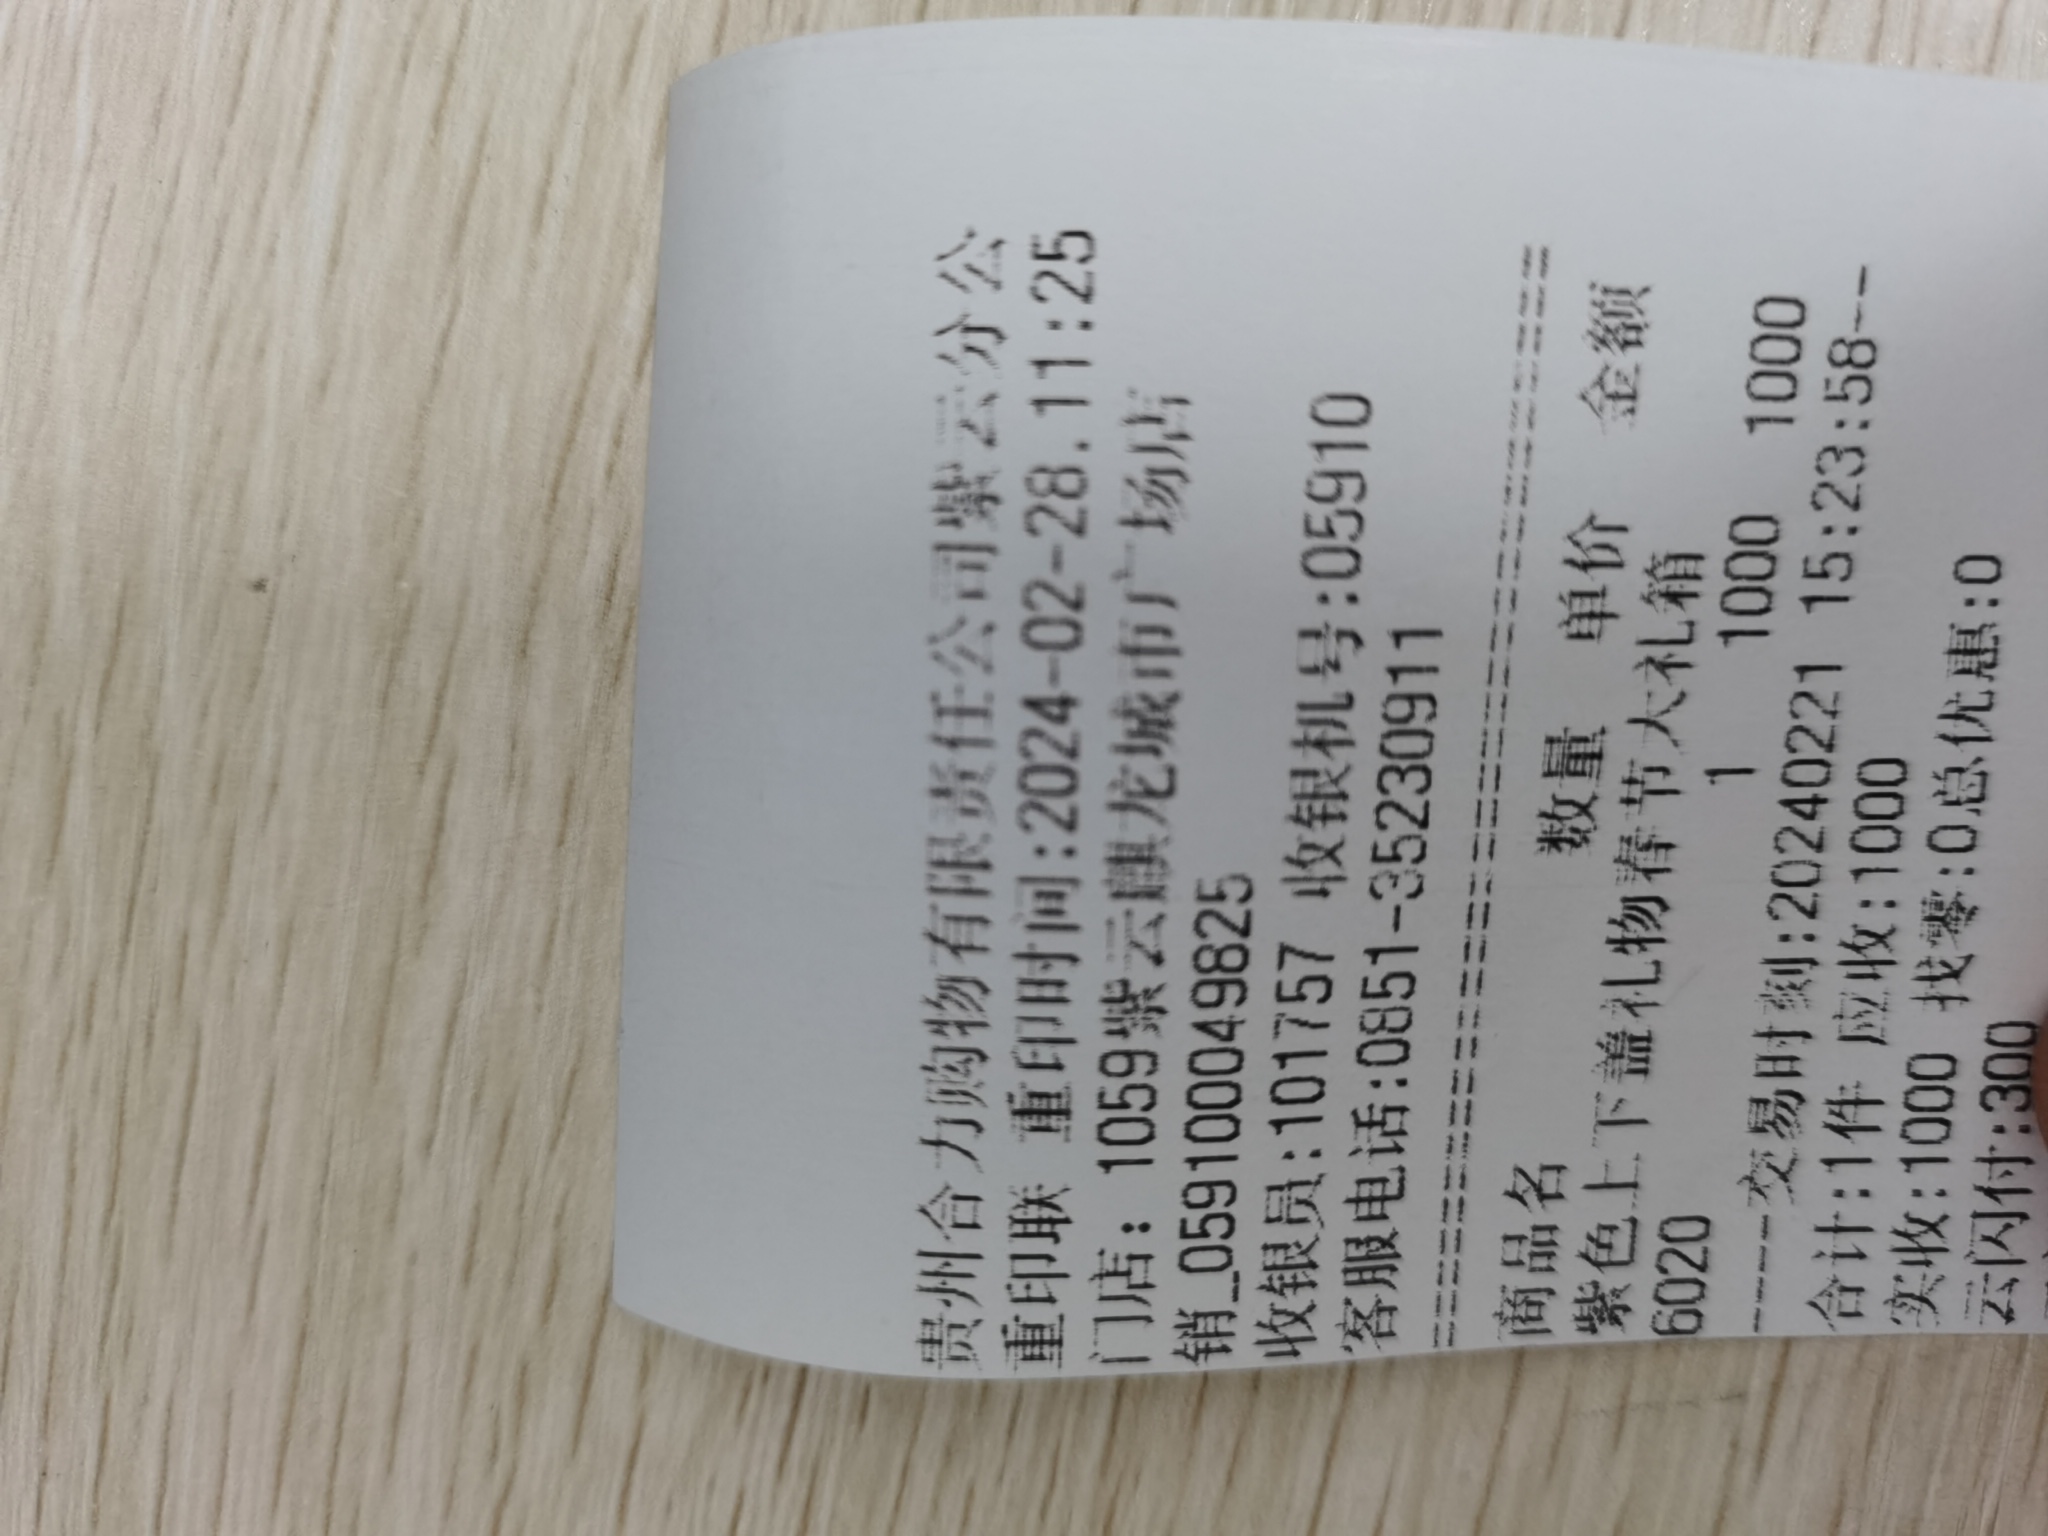 贵州合力购物有限责任公司紫云分公
重印联 重印时间:2024-02-28.11:25
门店: 1059紫云麒龙城市广场店
销_059100049825
收银员:101757 收银机号:059910
客服电话:0851-35230911
================================
商品名 数量 单价 金额
紫色上下盖礼物春节大礼箱
6020 1 1000 1000
----交易时刻:20240221 15:23:58---
合计:1件 应收:1000
实收:1000 找零:0总优惠:0
云闪付:300